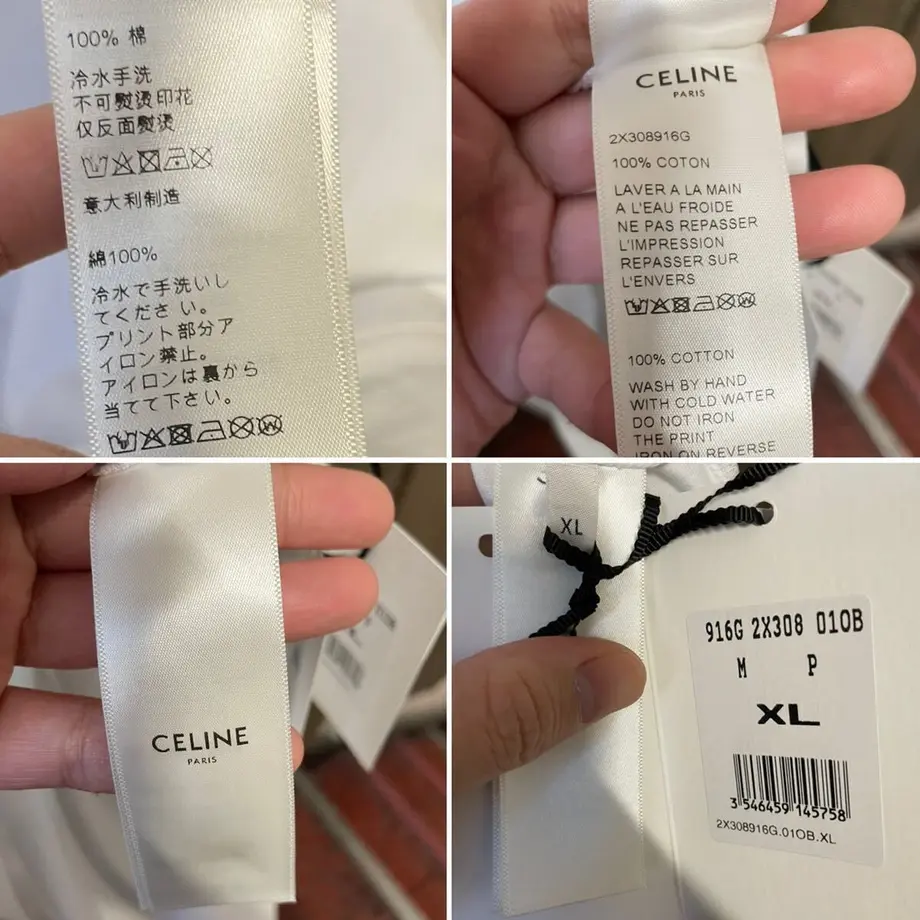 100% 棉
冷水手洗
不可熨烫印花
仅反面熨烫
意大利制造
綿100%
冷水で手洗いし
てくださ い。
プリント部分ア
イロン禁止。
アイロンは裏から
当てて下さい。
CELINE
PARIS
2X308916G
100% COTON
LAVER A LA MAIN
A L'EAU FROIDE
NE PAS REPASSER
L'IMPRESSION
REPASSER SUR
L'ENVERS
100% COTTON
WASH BY HAND
WITH COLD WATER
DO NOT IRON
THE PRINT
IRON ON REVERSE
CELINE
PARIS
XL
916G 2X308 01OB
M P
XL
3 546459 145758
2X308916G.01OB.XL